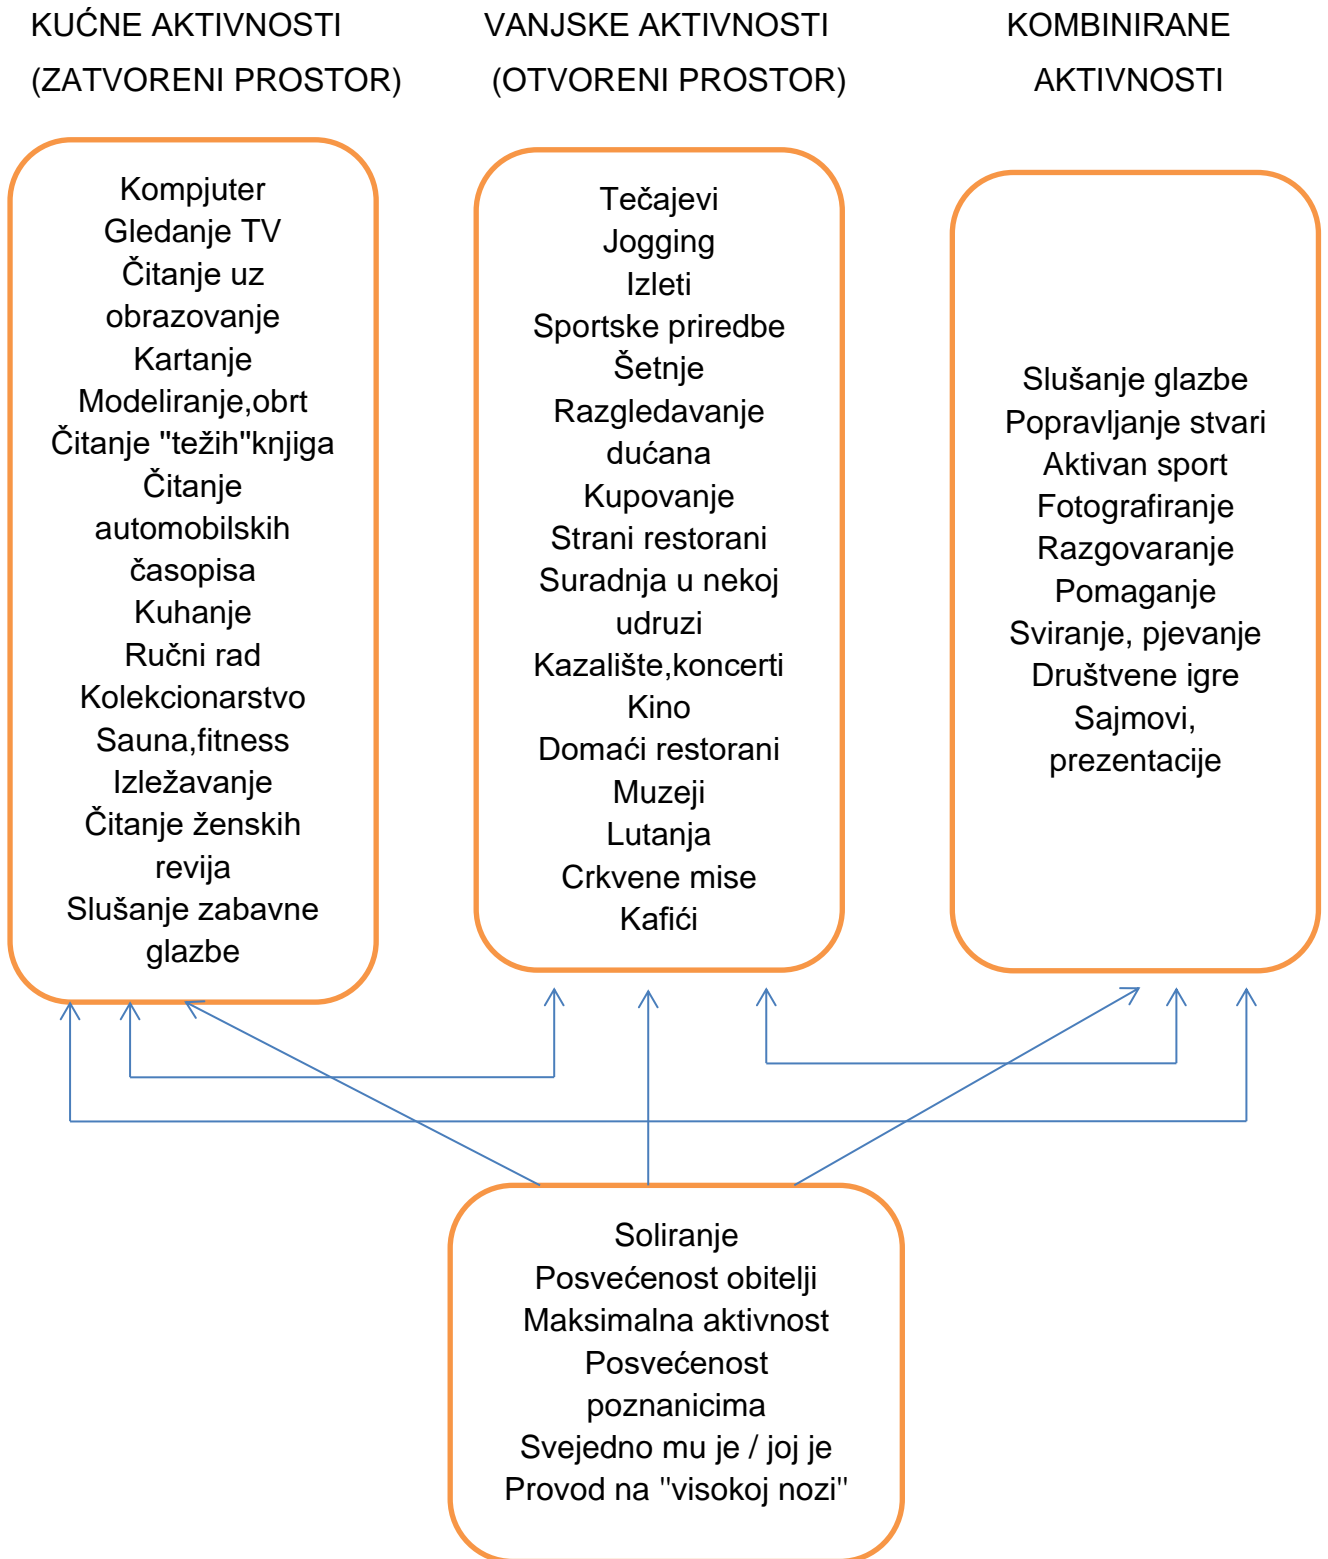 KUĆNE AKTIVNOSTI
(ZATVORENI PROSTOR)
VANJSKE AKTIVNOSTI
(OTVORENI PROSTOR)
KOMBINIRANE
AKTIVNOSTI
Kompjuter
Gledanje TV
Čitanje uz
obrazovanje
Kartanje
Modeliranje,obrt
Čitanje "težih"knjiga
Čitanje
automobilskih
časopisa
Kuhanje
Ručni rad
Kolekcionarstvo
Sauna,fitness
Izležavanje
Čitanje ženskih
revija
Slušanje zabavne
glazbe
Tečajevi
Jogging
Izleti
Sportske priredbe
Šetnje
Razgledavanje
dućana
Kupovanje
Strani restorani
Suradnja u nekoj
udruzi
Kazalište,koncerti
Kino
Domaći restorani
Muzeji
Lutanja
Crkvene mise
Kafići
Slušanje glazbe
Popravljanje stvari
Aktivan sport
Fotografiranje
Razgovaranje
Pomaganje
Sviranje, pjevanje
Društvene igre
Sajmovi,
prezentacije
Soliranje
Posvećenost obitelji
Maksimalna aktivnost
Posvećenost
poznanicima
Svejedno mu je / joj je
Provod na "visokoj nozi"